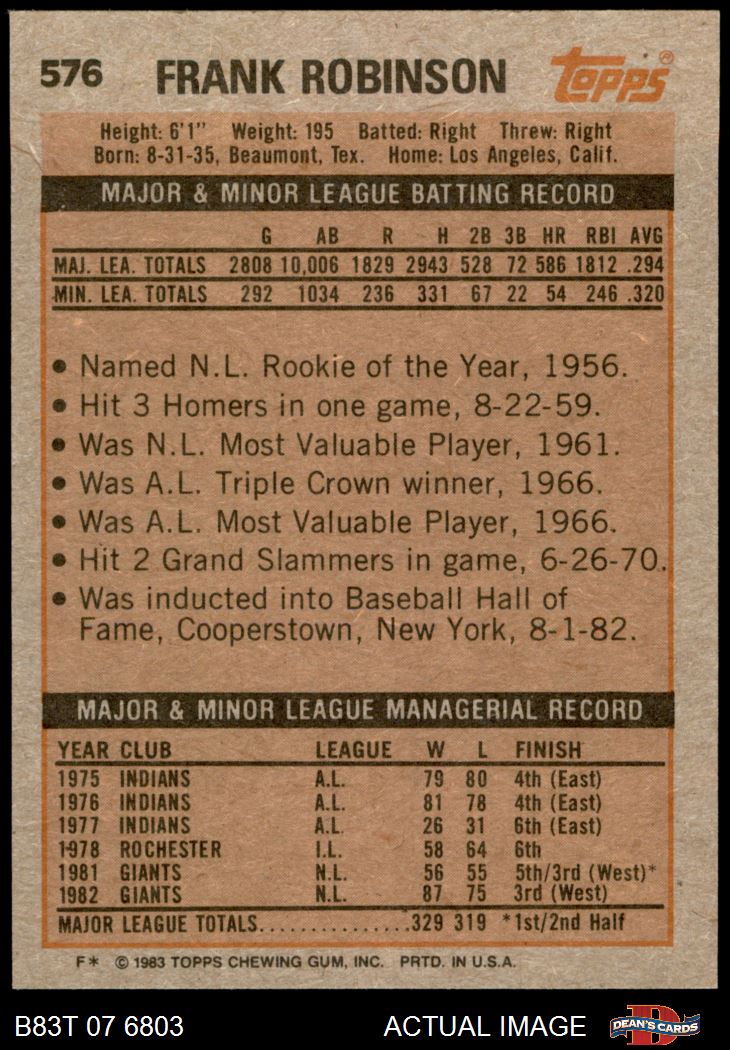 576 FRANK ROBINSON Topps®
Height: 6'1" Weight: 195 Batted: Right Threw: Right
Born: 8-31-35, Beaumont, Tex. Home: Los Angeles, Calif.
MAJOR & MINOR LEAGUE BATTING RECORD
G AB R H 2B 3B HR RBI AVG
MAJ. LEA. TOTALS 2808 10,006 1829 2943 528 72 586 1812 .294
MIN. LEA. TOTALS 292 1034 236 331 67 22 54 246 .320
• Named N.L. Rookie of the Year, 1956.
• Hit 3 Homers in one game, 8-22-59.
• Was N.L. Most Valuable Player, 1961.
• Was A.L. Triple Crown winner, 1966.
• Was A.L. Most Valuable Player, 1966.
• Hit 2 Grand Slammers in game, 6-26-70.
• Was inducted into Baseball Hall of
Fame, Cooperstown, New York, 8-1-82.
MAJOR & MINOR LEAGUE MANAGERIAL RECORD
YEAR CLUB LEAGUE W L FINISH
1975 INDIANS A.L. 79 80 4th (East)
1976 INDIANS A.L. 81 78 4th (East)
1977 INDIANS A.L. 26 31 6th (East)
1978 ROCHESTER I.L. 58 64 6th
1981 GIANTS N.L. 56 55 5th/3rd (West)*
1982 GIANTS N.L. 87 75 3rd (West)
MAJOR LEAGUE TOTALS...............329 319 *1st/2nd Half
F* © 1983 TOPPS CHEWING GUM, INC. PRTD. IN U.S.A.
B83T 07 6803 ACTUAL IMAGE D DEAN'S CARDS